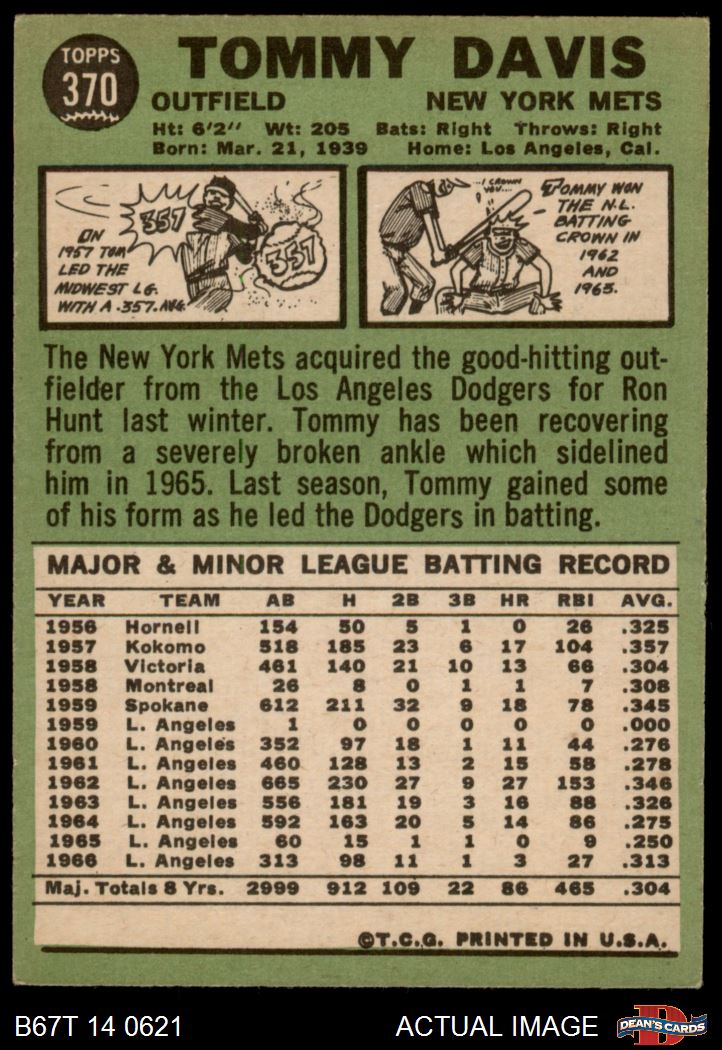 TOPPS
370
TOMMY DAVIS
OUTFIELD NEW YORK METS
Ht: 6'2" Wt: 205 Bats: Right Throws: Right
Born: Mar. 21, 1939 Home: Los Angeles, Cal.
357
357
ON
1957 TOM
LED THE
MIDWEST LG.
WITH A .357. AVG.
..I CROWN
YOU...
TOMMY WON
THE N.L.
BATTING
CROWN IN
1962
AND
1963.
The New York Mets acquired the good-hitting out-
fielder from the Los Angeles Dodgers for Ron
Hunt last winter. Tommy has been recovering
from a severely broken ankle which sidelined
him in 1965. Last season, Tommy gained some
of his form as he led the Dodgers in batting.
MAJOR & MINOR LEAGUE BATTING RECORD
YEAR TEAM AB H 2B 3B HR RBI AVG.
1956 Hornell 154 50 5 1 0 26 .325
1957 Kokomo 518 185 23 6 17 104 .357
1958 Victoria 461 140 21 10 13 66 .304
1958 Montreal 26 8 0 1 1 7 .308
1959 Spokane 612 211 32 9 18 78 .345
1959 L. Angeles 1 0 0 0 0 0 .000
1960 L. Angeles 352 97 18 1 11 44 .276
1961 L. Angeles 460 128 13 2 15 58 .278
1962 L. Angeles 665 230 27 9 27 153 .346
1963 L. Angeles 556 181 19 3 16 88 .326
1964 L. Angeles 592 163 20 5 14 86 .275
1965 L. Angeles 60 15 1 1 0 9 .250
1966 L. Angeles 313 98 11 1 3 27 .313
Maj. Totals 8 Yrs. 2999 912 109 22 86 465 .304
©T.C.G. PRINTED IN U.S.A.
B67T 14 0621 ACTUAL IMAGE
D
DEAN'S CARDS